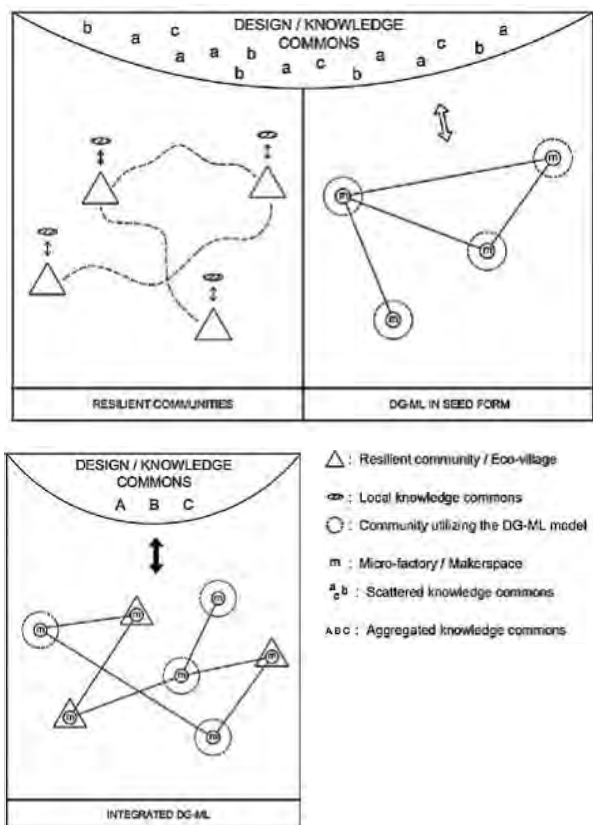 DESIGN / KNOWLEDGE
COMMONS
b a c a a b b a c b a a c b a
m
m
m
m
RESILIENT COMMUNITIES
DG-ML IN SEED FORM
DESIGN / KNOWLEDGE
COMMONS
A B C
m
m
m
m
m
m
m
INTEGRATED DG-ML
: Resilient community / Eco-village
: Local knowledge commons
: Community utilizing the DG-ML model
m : Micro-factory / Makerspace
a c b : Scattered knowledge commons
A B C : Aggregated knowledge commons